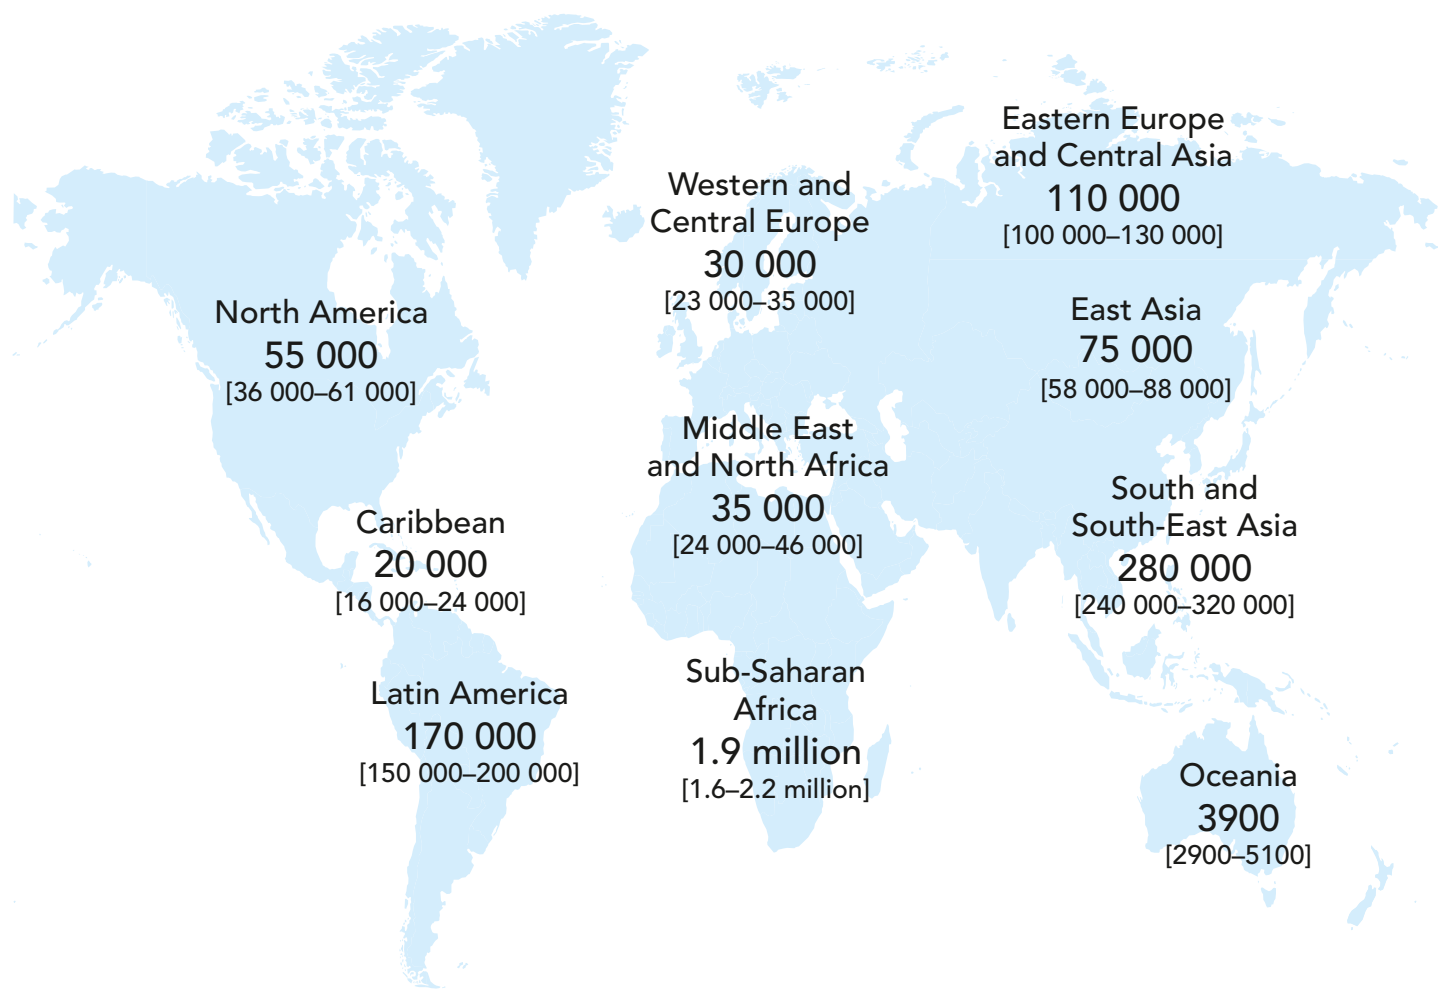 Eastern Europe
and Central Asia
110 000
[100 000–130 000]
Western and
Central Europe
30 000
[23 000–35 000]
North America
55 000
[36 000–61 000]
East Asia
75 000
[58 000–88 000]
Middle East
and North Africa
35 000
[24 000–46 000]
South and
South-East Asia
280 000
[240 000–320 000]
Caribbean
20 000
[16 000–24 000]
Sub-Saharan
Africa
1.9 million
[1.6–2.2 million]
Latin America
170 000
[150 000–200 000]
Oceania
3900
[2900–5100]